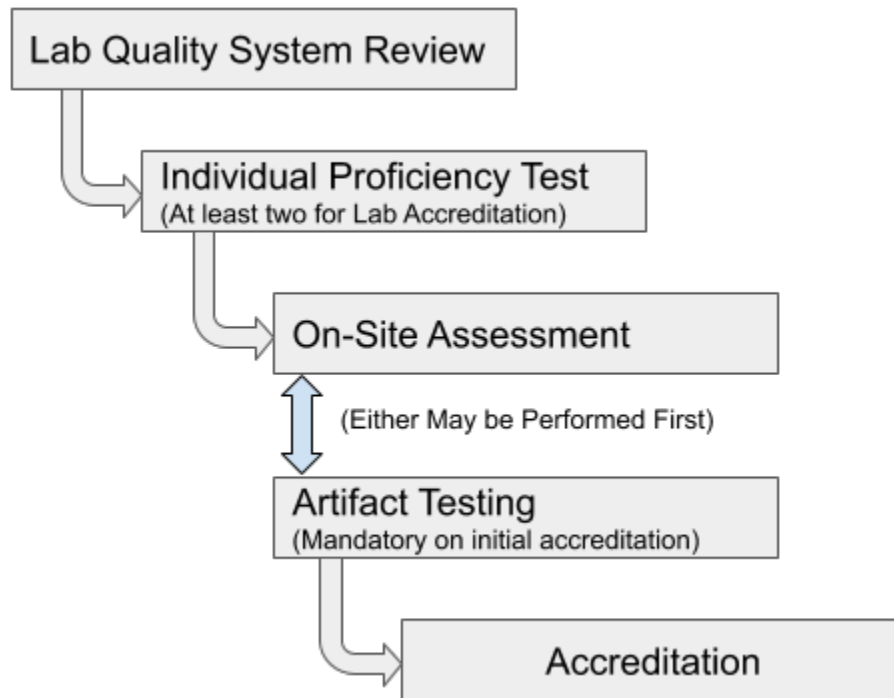 Lab Quality System Review
Individual Proficiency Test
(At least two for Lab Accreditation)
On-Site Assessment
(Either May be Performed First)
Artifact Testing
(Mandatory on initial accreditation)
Accreditation